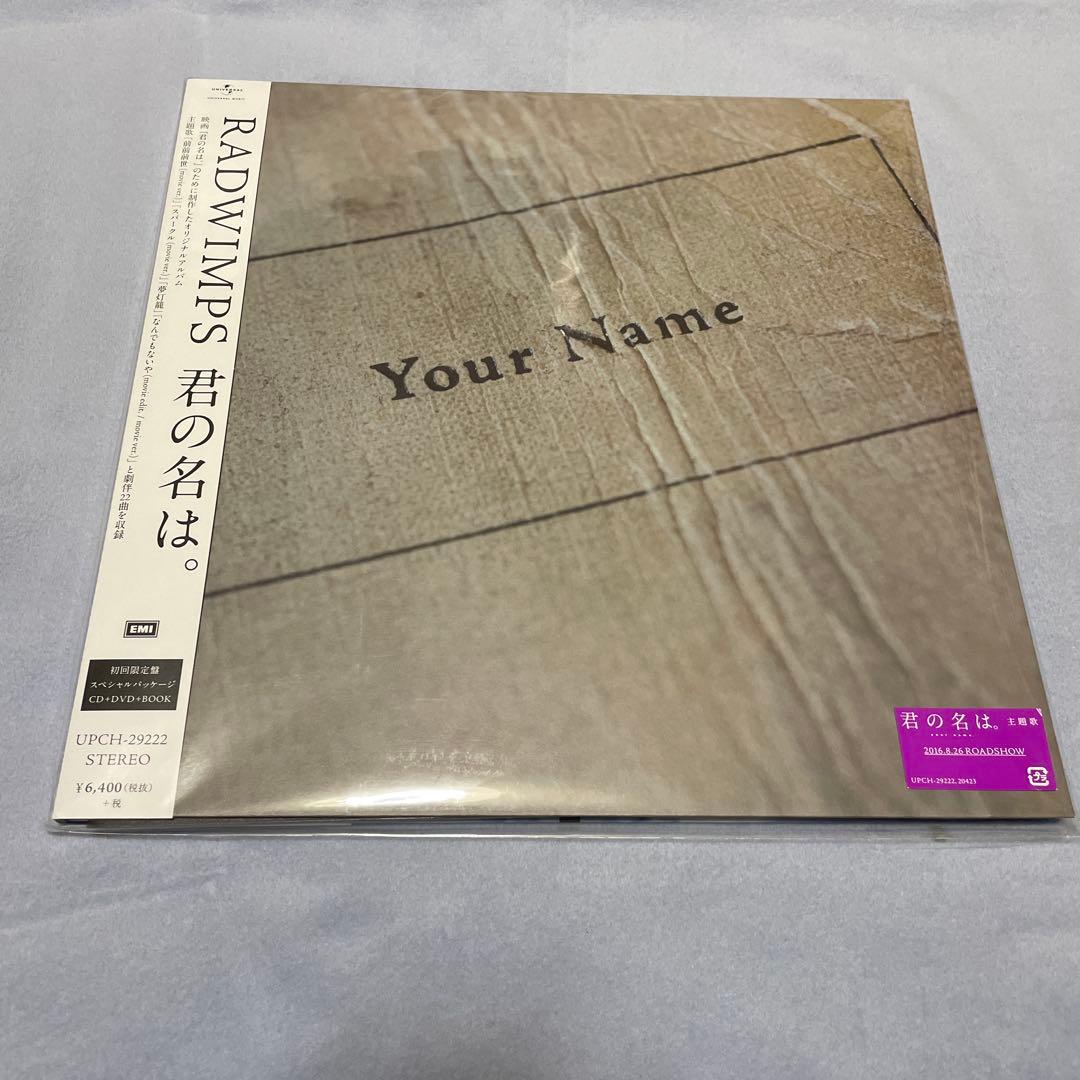 UNIVERSAL
UNIVERSAL MUSIC
RADWIMPS 君の名は。
映画『君の名は。』のために制作したオリジナルアルバム
主題歌「前前前世 (movie ver.)」「スパークル (movie ver.)」「夢灯籠」「なんでもないや (movie edit. / movie ver.)」と劇伴22曲を収録
EMI
初回限定盤
スペシャルパッケージ
CD+DVD+BOOK
UPCH-29222
STEREO
¥6,400(税抜)
+税
Your Name
君の名は。主題歌
your name.
2016.8.26 ROADSHOW
UPCH-29222, 20423